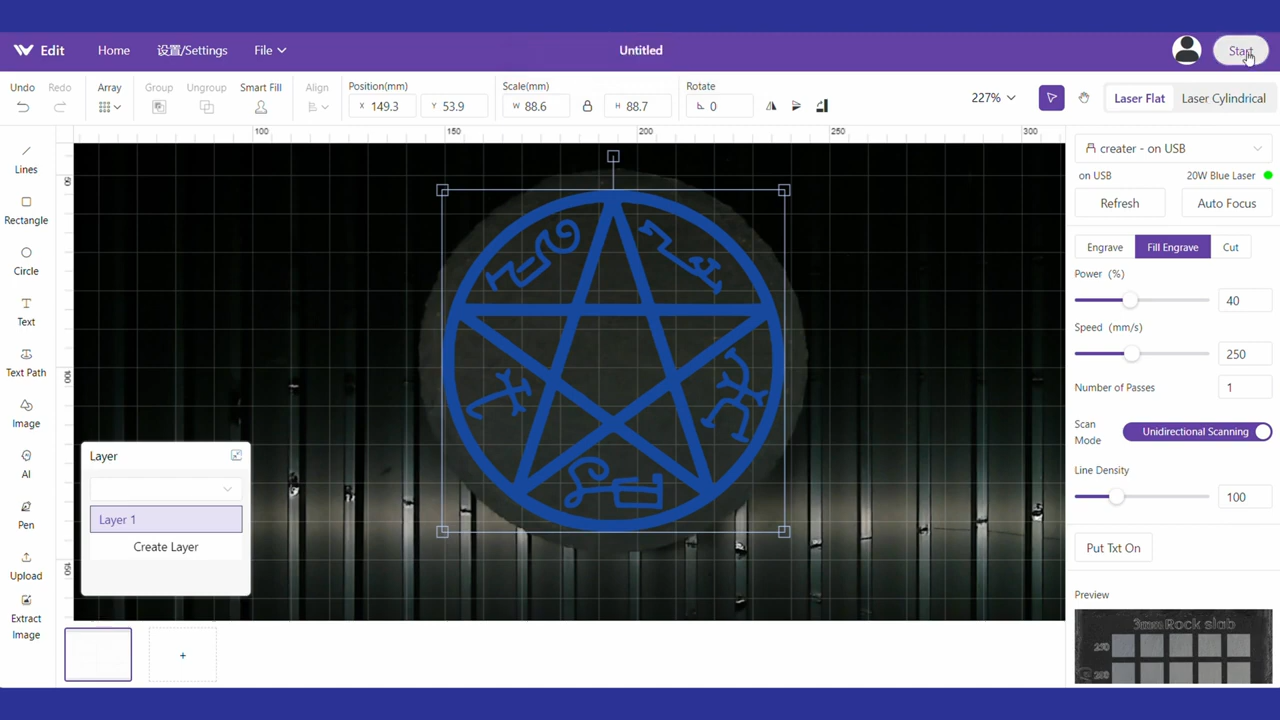 Edit Home 设置/Settings File Untitled Start
Undo Redo Array Group Ungroup Smart Fill Align Position(mm) Scale(mm) Rotate
X 149.3 Y 53.9 W 88.6 H 88.7 0 227% Laser Flat Laser Cylindrical
100 150 200 250 300
50
100
150
Lines
Rectangle
Circle
Text
Text Path
Image
AI
Pen
Upload
Extract
Image
Layer
Layer 1
Create Layer
+
creater - on USB
on USB 20W Blue Laser
Refresh Auto Focus
Engrave Fill Engrave Cut
Power (%)
40
Speed (mm/s)
250
Number of Passes 1
Scan
Mode
Unidirectional Scanning
Line Density
100
Put Txt On
Preview
3mm Rock slab
250
200